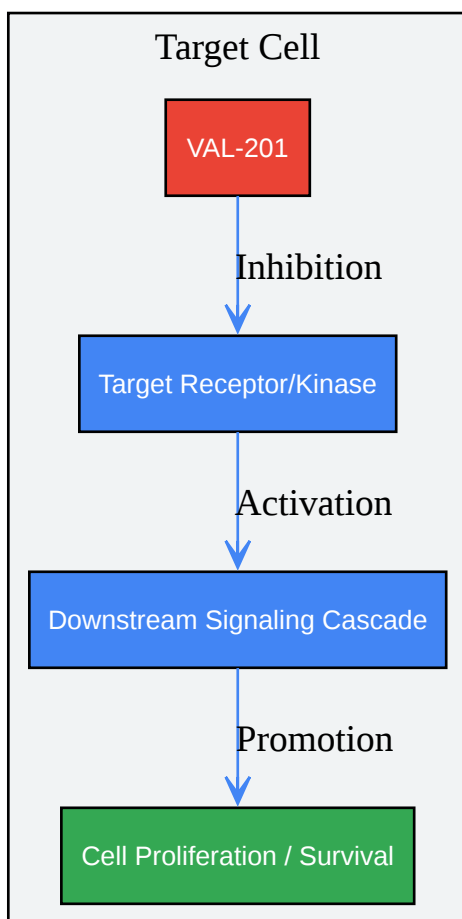 Target Cell
VAL-201
Inhibition
Target Receptor/Kinase
Activation
Downstream Signaling Cascade
Promotion
Cell Proliferation / Survival